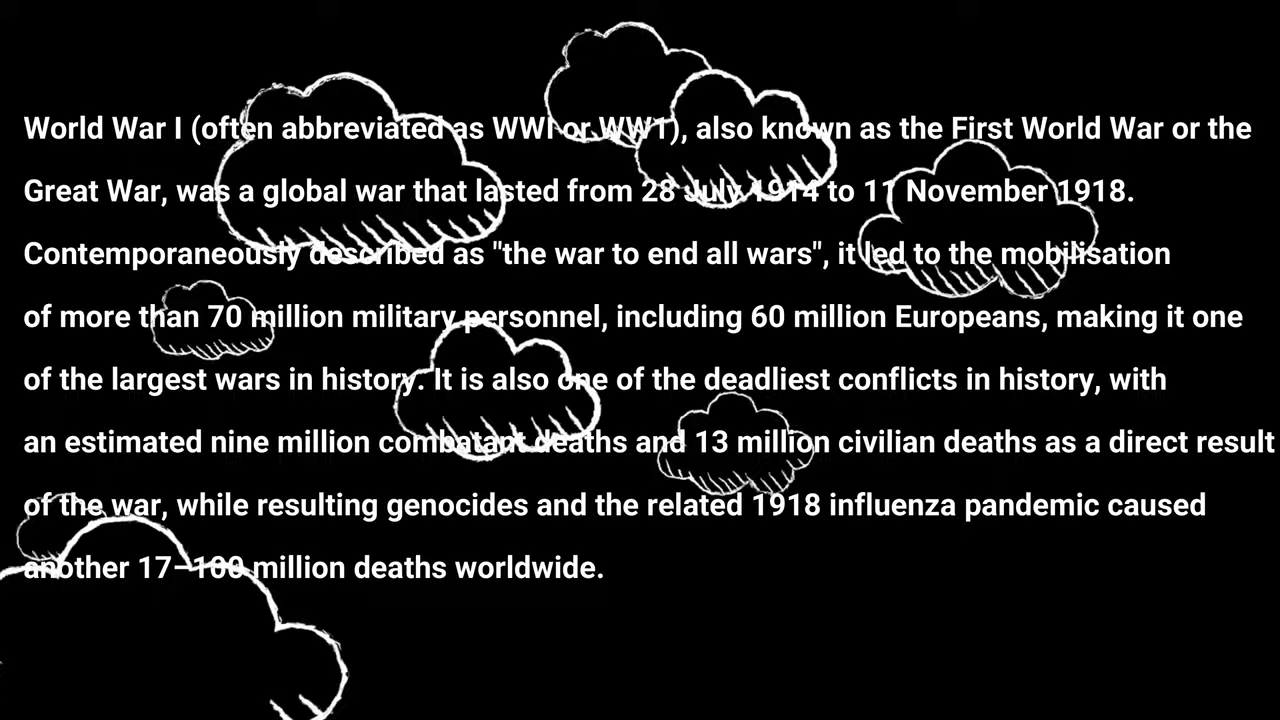 World War I (often abbreviated as WWI or WW1), also known as the First World War or the
Great War, was a global war that lasted from 28 July 1914 to 11 November 1918.
Contemporaneously described as "the war to end all wars", it led to the mobilisation
of more than 70 million military personnel, including 60 million Europeans, making it one
of the largest wars in history. It is also one of the deadliest conflicts in history, with
an estimated nine million combatant deaths and 13 million civilian deaths as a direct result
of the war, while resulting genocides and the related 1918 influenza pandemic caused
another 17–100 million deaths worldwide.